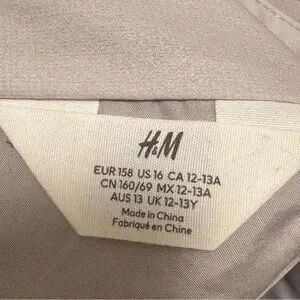 H&M
EUR 158 US 16 CA 12-13A
CN 160/69 MX 12-13A
AUS 13 UK 12-13Y
Made in China
Fabriqué en Chine